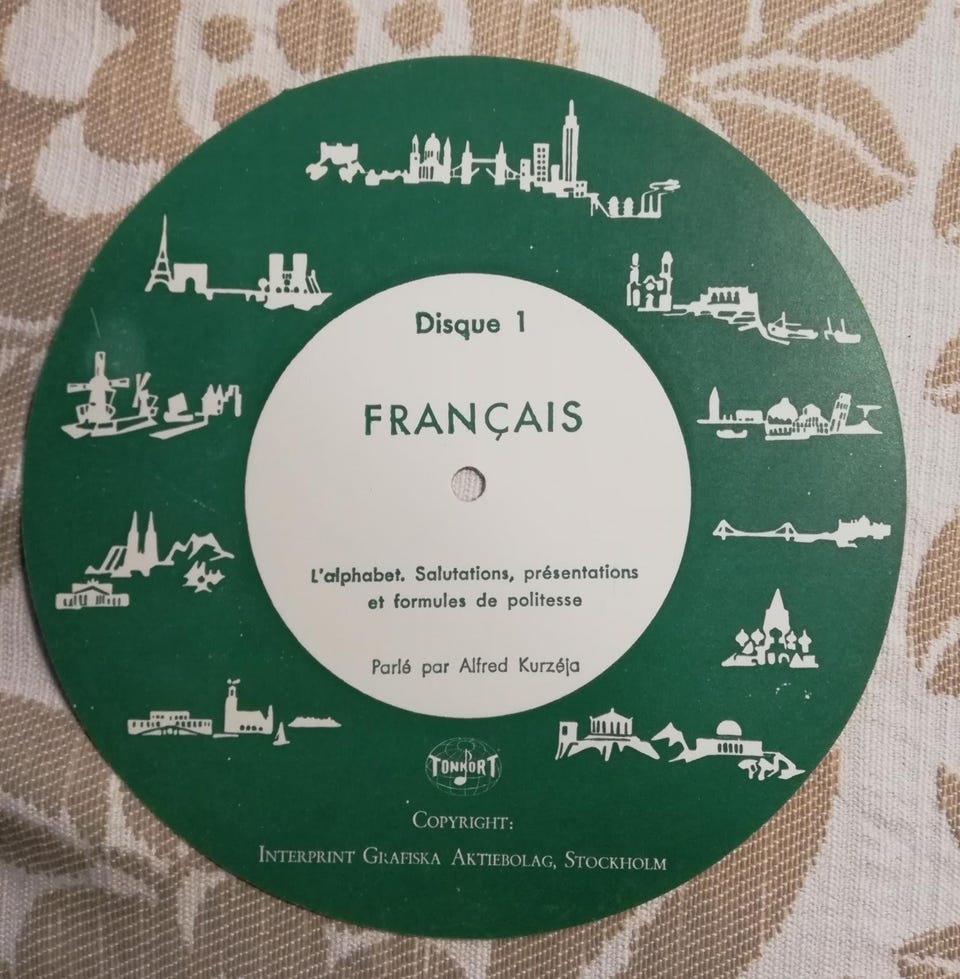 Disque 1
FRANÇAIS
L'alphabet. Salutations, présentations
et formules de politesse
Parlé par Alfred Kurzéja
TONKORT
COPYRIGHT:
INTERPRINT GRAFISKA AKTIEBOLAG, STOCKHOLM